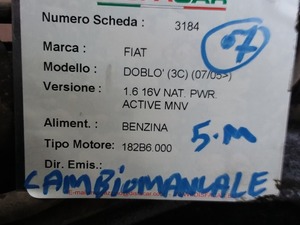 Numero Scheda : 3184
07
Marca : FIAT
Modello : DOBLO' (3C) (07/05>)
Versione : 1.6 16V NAT. PWR.
ACTIVE MNV
Aliment. : BENZINA
5.M
Tipo Motore: 182B6.000
Dir. Emis.:
CAMBIOMANUALE